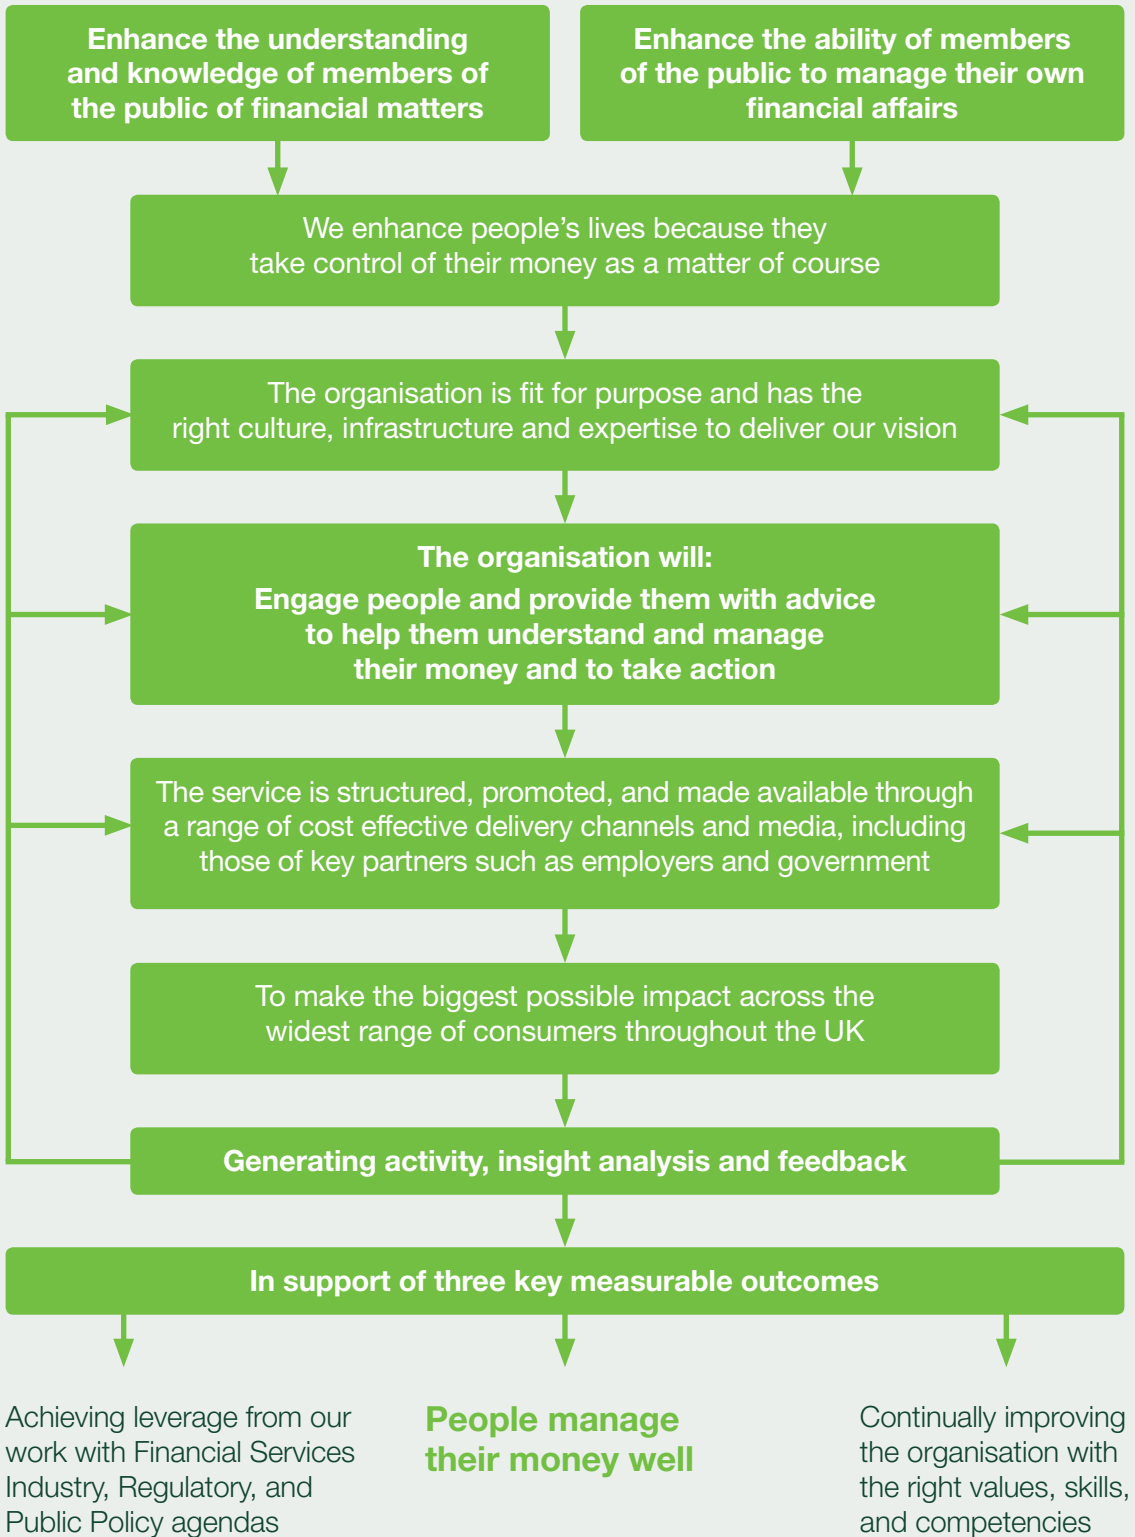 Enhance the understanding
and knowledge of members of
the public of financial matters
Enhance the ability of members
of the public to manage their own
financial affairs
We enhance people’s lives because they
take control of their money as a matter of course
The organisation is fit for purpose and has the
right culture, infrastructure and expertise to deliver our vision
The organisation will:
Engage people and provide them with advice
to help them understand and manage
their money and to take action
The service is structured, promoted, and made available through
a range of cost effective delivery channels and media, including
those of key partners such as employers and government
To make the biggest possible impact across the
widest range of consumers throughout the UK
Generating activity, insight analysis and feedback
In support of three key measurable outcomes
Achieving leverage from our
work with Financial Services
Industry, Regulatory, and
Public Policy agendas
People manage
their money well
Continually improving
the organisation with
the right values, skills,
and competencies